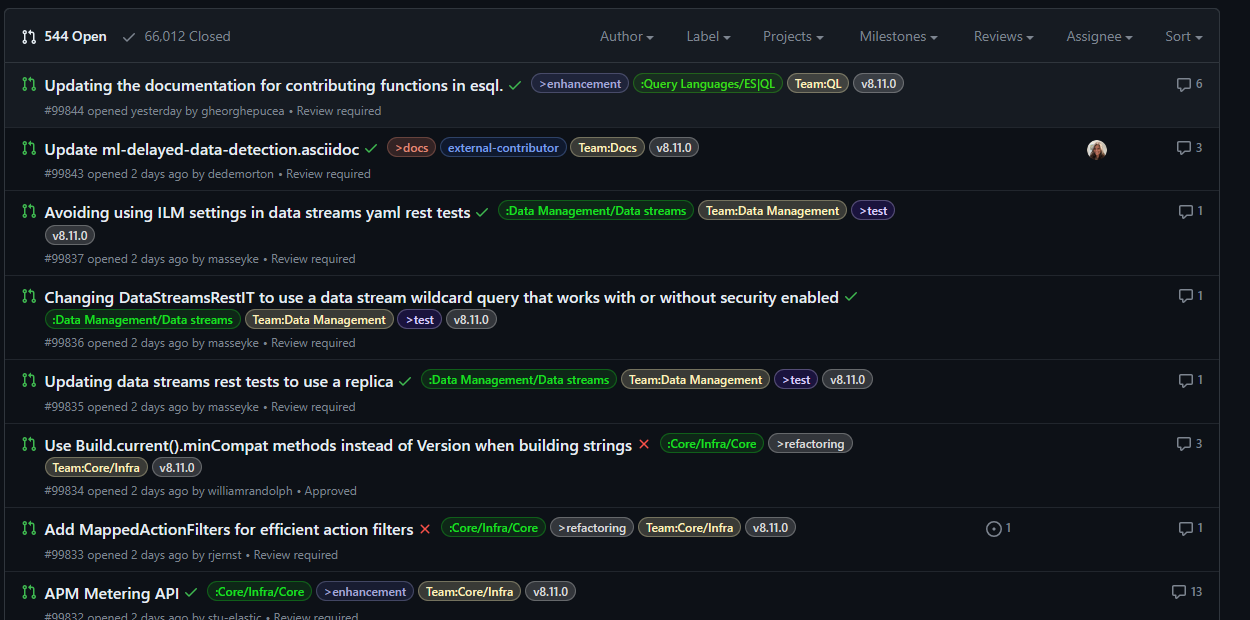 544 Open 66,012 Closed Author Label Projects Milestones Reviews Assignee Sort
Updating the documentation for contributing functions in esql. >enhancement :Query Languages/ES|QL Team:QL v8.11.0 6
#99844 opened yesterday by gheorghepucea • Review required
Update ml-delayed-data-detection.asciidoc >docs external-contributor Team:Docs v8.11.0 3
#99843 opened 2 days ago by dedemorton • Review required
Avoiding using ILM settings in data streams yaml rest tests :Data Management/Data streams Team:Data Management >test 1
v8.11.0
#99837 opened 2 days ago by masseyke • Review required
Changing DataStreamsRestIT to use a data stream wildcard query that works with or without security enabled 1
:Data Management/Data streams Team:Data Management >test v8.11.0
#99836 opened 2 days ago by masseyke • Review required
Updating data streams rest tests to use a replica :Data Management/Data streams Team:Data Management >test v8.11.0 1
#99835 opened 2 days ago by masseyke • Review required
Use Build.current().minCompat methods instead of Version when building strings :Core/Infra/Core >refactoring 3
Team:Core/Infra v8.11.0
#99834 opened 2 days ago by williamrandolph • Approved
Add MappedActionFilters for efficient action filters :Core/Infra/Core >refactoring Team:Core/Infra v8.11.0 1 1
#99833 opened 2 days ago by rjernst • Review required
APM Metering API :Core/Infra/Core >enhancement Team:Core/Infra v8.11.0 13
#99832 opened 2 days ago by stu-elastic • Review required